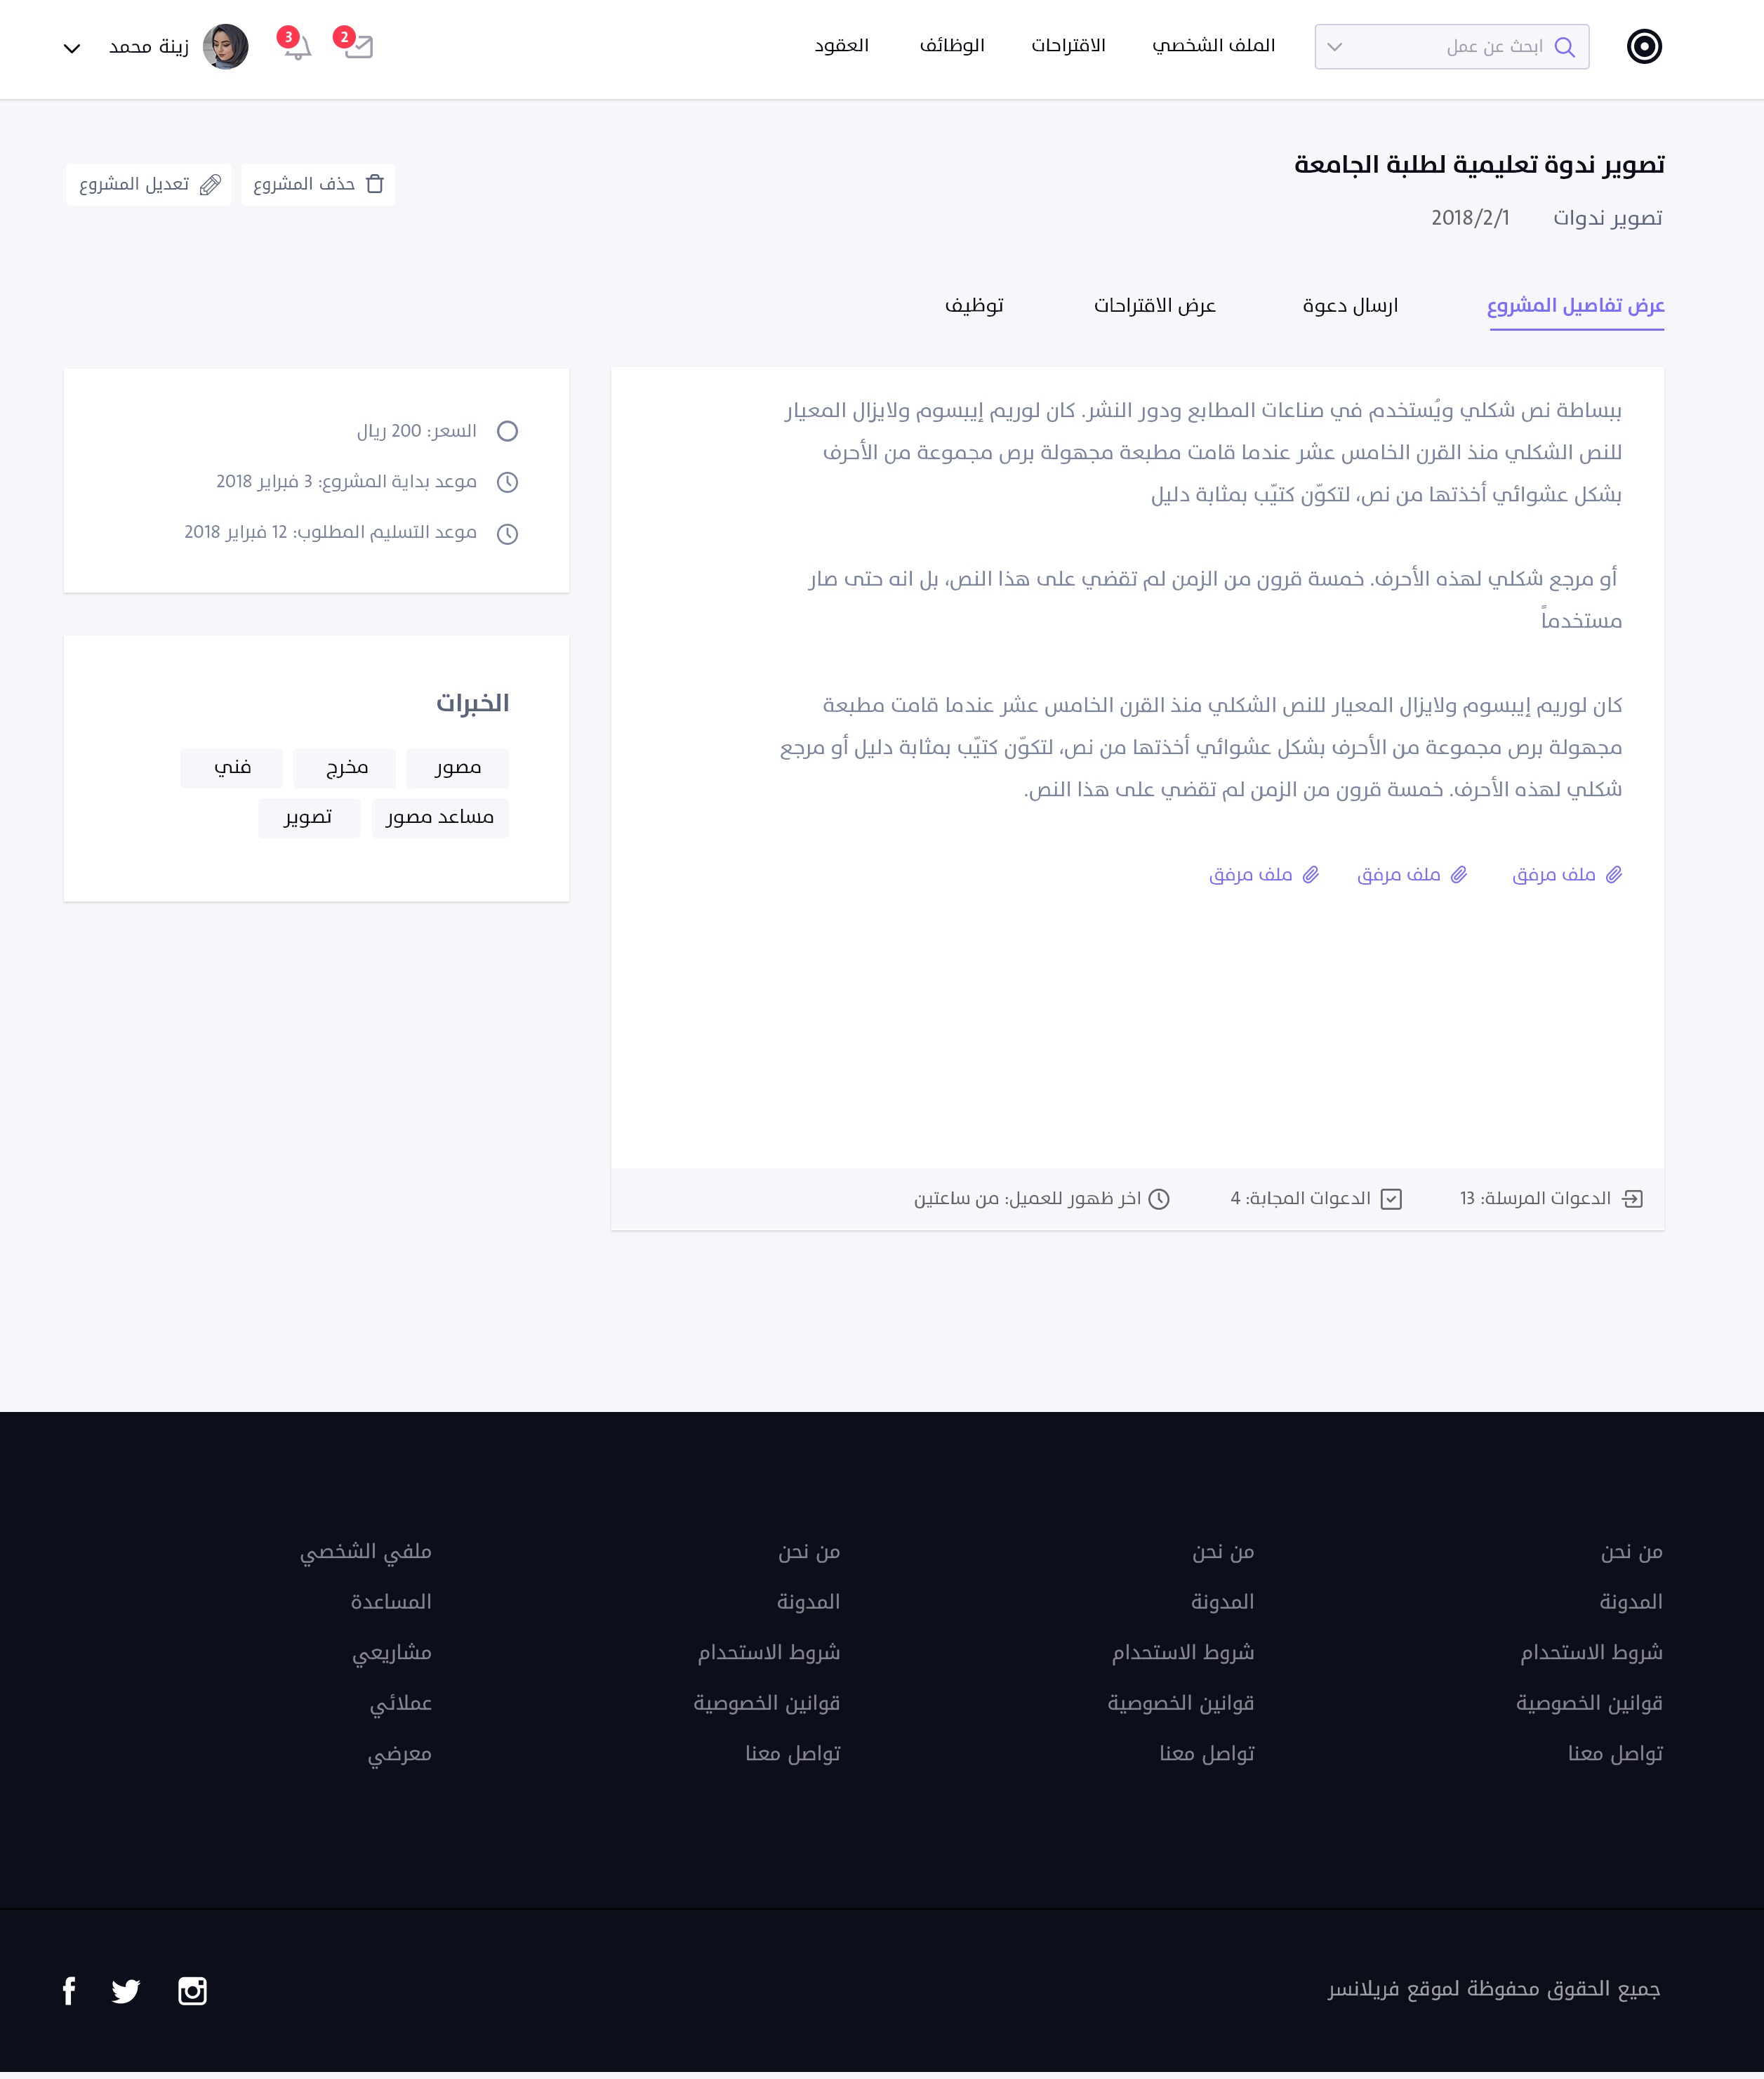 ابحث عن عمل
الملف الشخصي
الاقتراحات
الوظائف
العقود
2
3
زينة محمد
تصوير ندوة تعليمية لطلبة الجامعة
تصوير ندوات
2018/2/1
حذف المشروع
تعديل المشروع
عرض تفاصيل المشروع
ارسال دعوة
عرض الاقتراحات
توظيف
ببساطة نص شكلي ويُستخدم في صناعات المطابع ودور النشر. كان لوريم إيبسوم ولايزال المعيار
للنص الشكلي منذ القرن الخامس عشر عندما قامت مطبعة مجهولة برص مجموعة من الأحرف
بشكل عشوائي أخذتها من نص، لتكوّن كتيّب بمثابة دليل
أو مرجع شكلي لهذه الأحرف. خمسة قرون من الزمن لم تقضي على هذا النص، بل انه حتى صار
مستخدماً
كان لوريم إيبسوم ولايزال المعيار للنص الشكلي منذ القرن الخامس عشر عندما قامت مطبعة
مجهولة برص مجموعة من الأحرف بشكل عشوائي أخذتها من نص، لتكوّن كتيّب بمثابة دليل أو مرجع
شكلي لهذه الأحرف. خمسة قرون من الزمن لم تقضي على هذا النص.
ملف مرفق
ملف مرفق
ملف مرفق
الدعوات المرسلة: 13
الدعوات المجابة: 4
اخر ظهور للعميل: من ساعتين
السعر: 200 ريال
موعد بداية المشروع: 3 فبراير 2018
موعد التسليم المطلوب: 12 فبراير 2018
الخبرات
مصور
مخرج
فني
مساعد مصور
تصوير
من نحن
المدونة
شروط الاستحدام
قوانين الخصوصية
تواصل معنا
من نحن
المدونة
شروط الاستحدام
قوانين الخصوصية
تواصل معنا
من نحن
المدونة
شروط الاستحدام
قوانين الخصوصية
تواصل معنا
ملفي الشخصي
المساعدة
مشاريعي
عملائي
معرضي
جميع الحقوق محفوظة لموقع فريلانسر